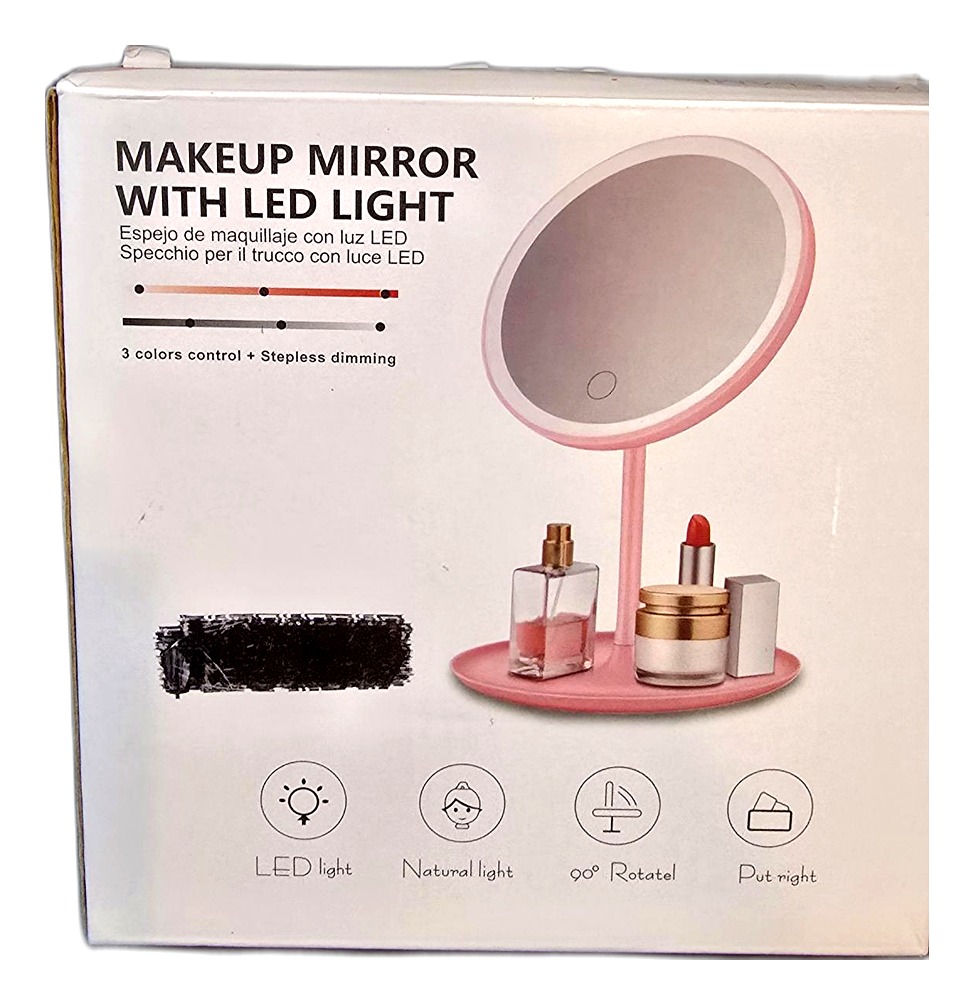 MAKEUP MIRROR
WITH LED LIGHT
Espejo de maquillaje con luz LED
Specchio per il trucco con luce LED
3 colors control + Stepless dimming
LED light
Natural light
90° Rotatel
Put right